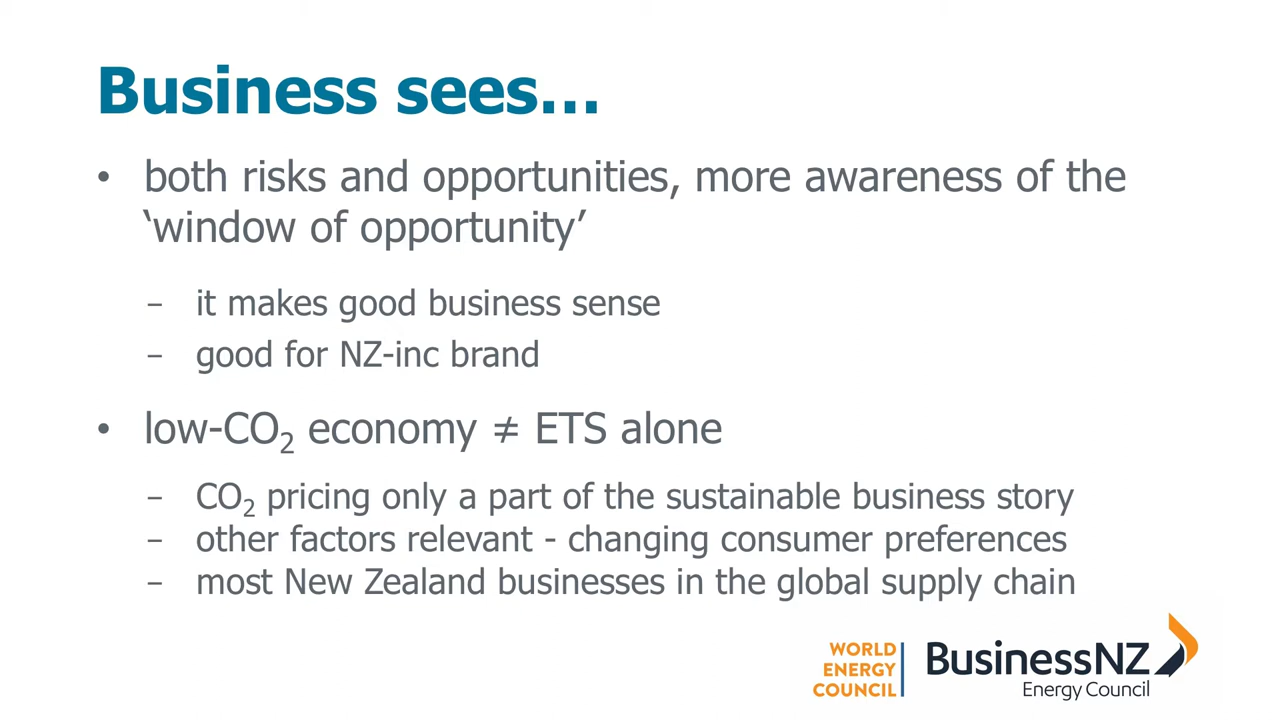 Business sees...
• both risks and opportunities, more awareness of the
‘window of opportunity’
– it makes good business sense
– good for NZ-inc brand
• low-CO₂ economy ≠ ETS alone
– CO₂ pricing only a part of the sustainable business story
– other factors relevant - changing consumer preferences
– most New Zealand businesses in the global supply chain
WORLD
ENERGY
COUNCIL
BusinessNZ
Energy Council